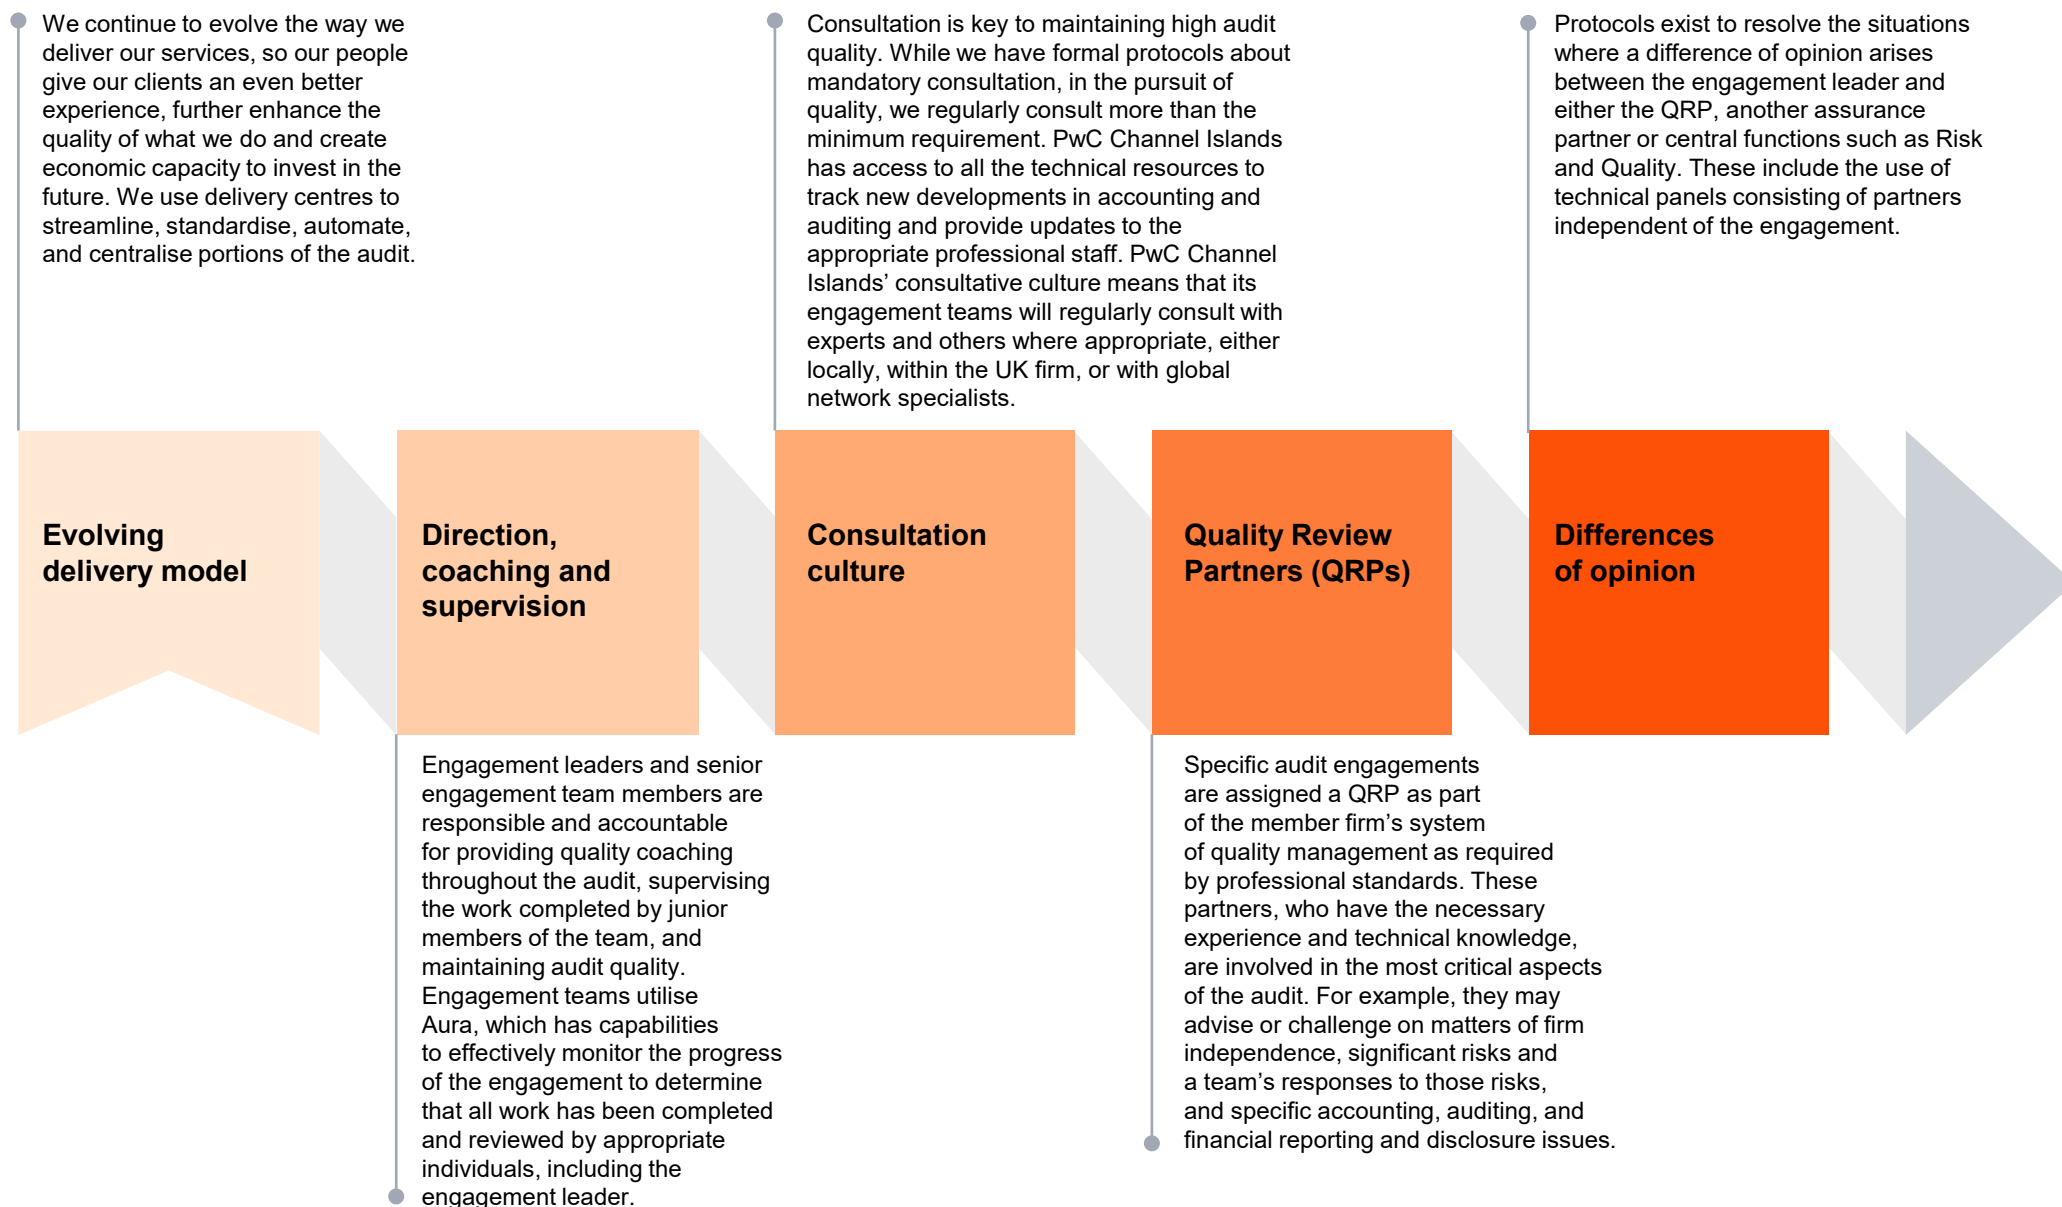 We continue to evolve the way we
deliver our services, so our people
give our clients an even better
experience, further enhance the
quality of what we do and create
economic capacity to invest in the
future. We use delivery centres to
streamline, standardise, automate,
and centralise portions of the audit.
Evolving
delivery model
Direction,
coaching and
supervision
Engagement leaders and senior
engagement team members are
responsible and accountable
for providing quality coaching
throughout the audit, supervising
the work completed by junior
members of the team, and
maintaining audit quality.
Engagement teams utilise
Aura, which has capabilities
to effectively monitor the progress
of the engagement to determine
that all work has been completed
and reviewed by appropriate
individuals, including the
engagement leader.
Consultation is key to maintaining high audit
quality. While we have formal protocols about
mandatory consultation, in the pursuit of
quality, we regularly consult more than the
minimum requirement. PwC Channel Islands
has access to all the technical resources to
track new developments in accounting and
auditing and provide updates to the
appropriate professional staff. PwC Channel
Islands’ consultative culture means that its
engagement teams will regularly consult with
experts and others where appropriate, either
locally, within the UK firm, or with global
network specialists.
Consultation
culture
Quality Review
Partners (QRPs)
Specific audit engagements
are assigned a QRP as part
of the member firm’s system
of quality management as required
by professional standards. These
partners, who have the necessary
experience and technical knowledge,
are involved in the most critical aspects
of the audit. For example, they may
advise or challenge on matters of firm
independence, significant risks and
a team’s responses to those risks,
and specific accounting, auditing, and
financial reporting and disclosure issues.
Protocols exist to resolve the situations
where a difference of opinion arises
between the engagement leader and
either the QRP, another assurance
partner or central functions such as Risk
and Quality. These include the use of
technical panels consisting of partners
independent of the engagement.
Differences
of opinion